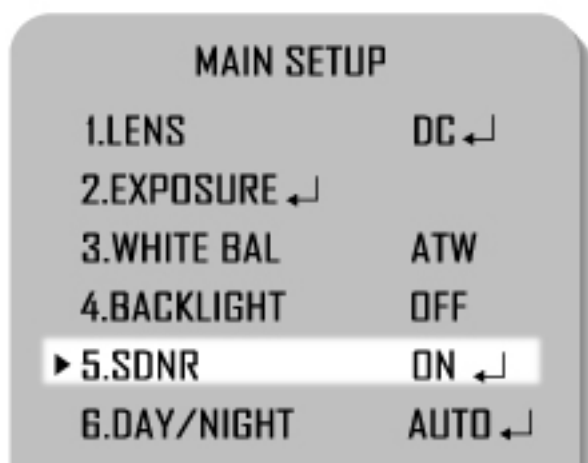 MAIN SETUP
1.LENS DC ↵
2.EXPOSURE ↵
3.WHITE BAL ATW
4.BACKLIGHT OFF
▶ 5.SDNR ON ↵
6.DAY/NIGHT AUTO ↵